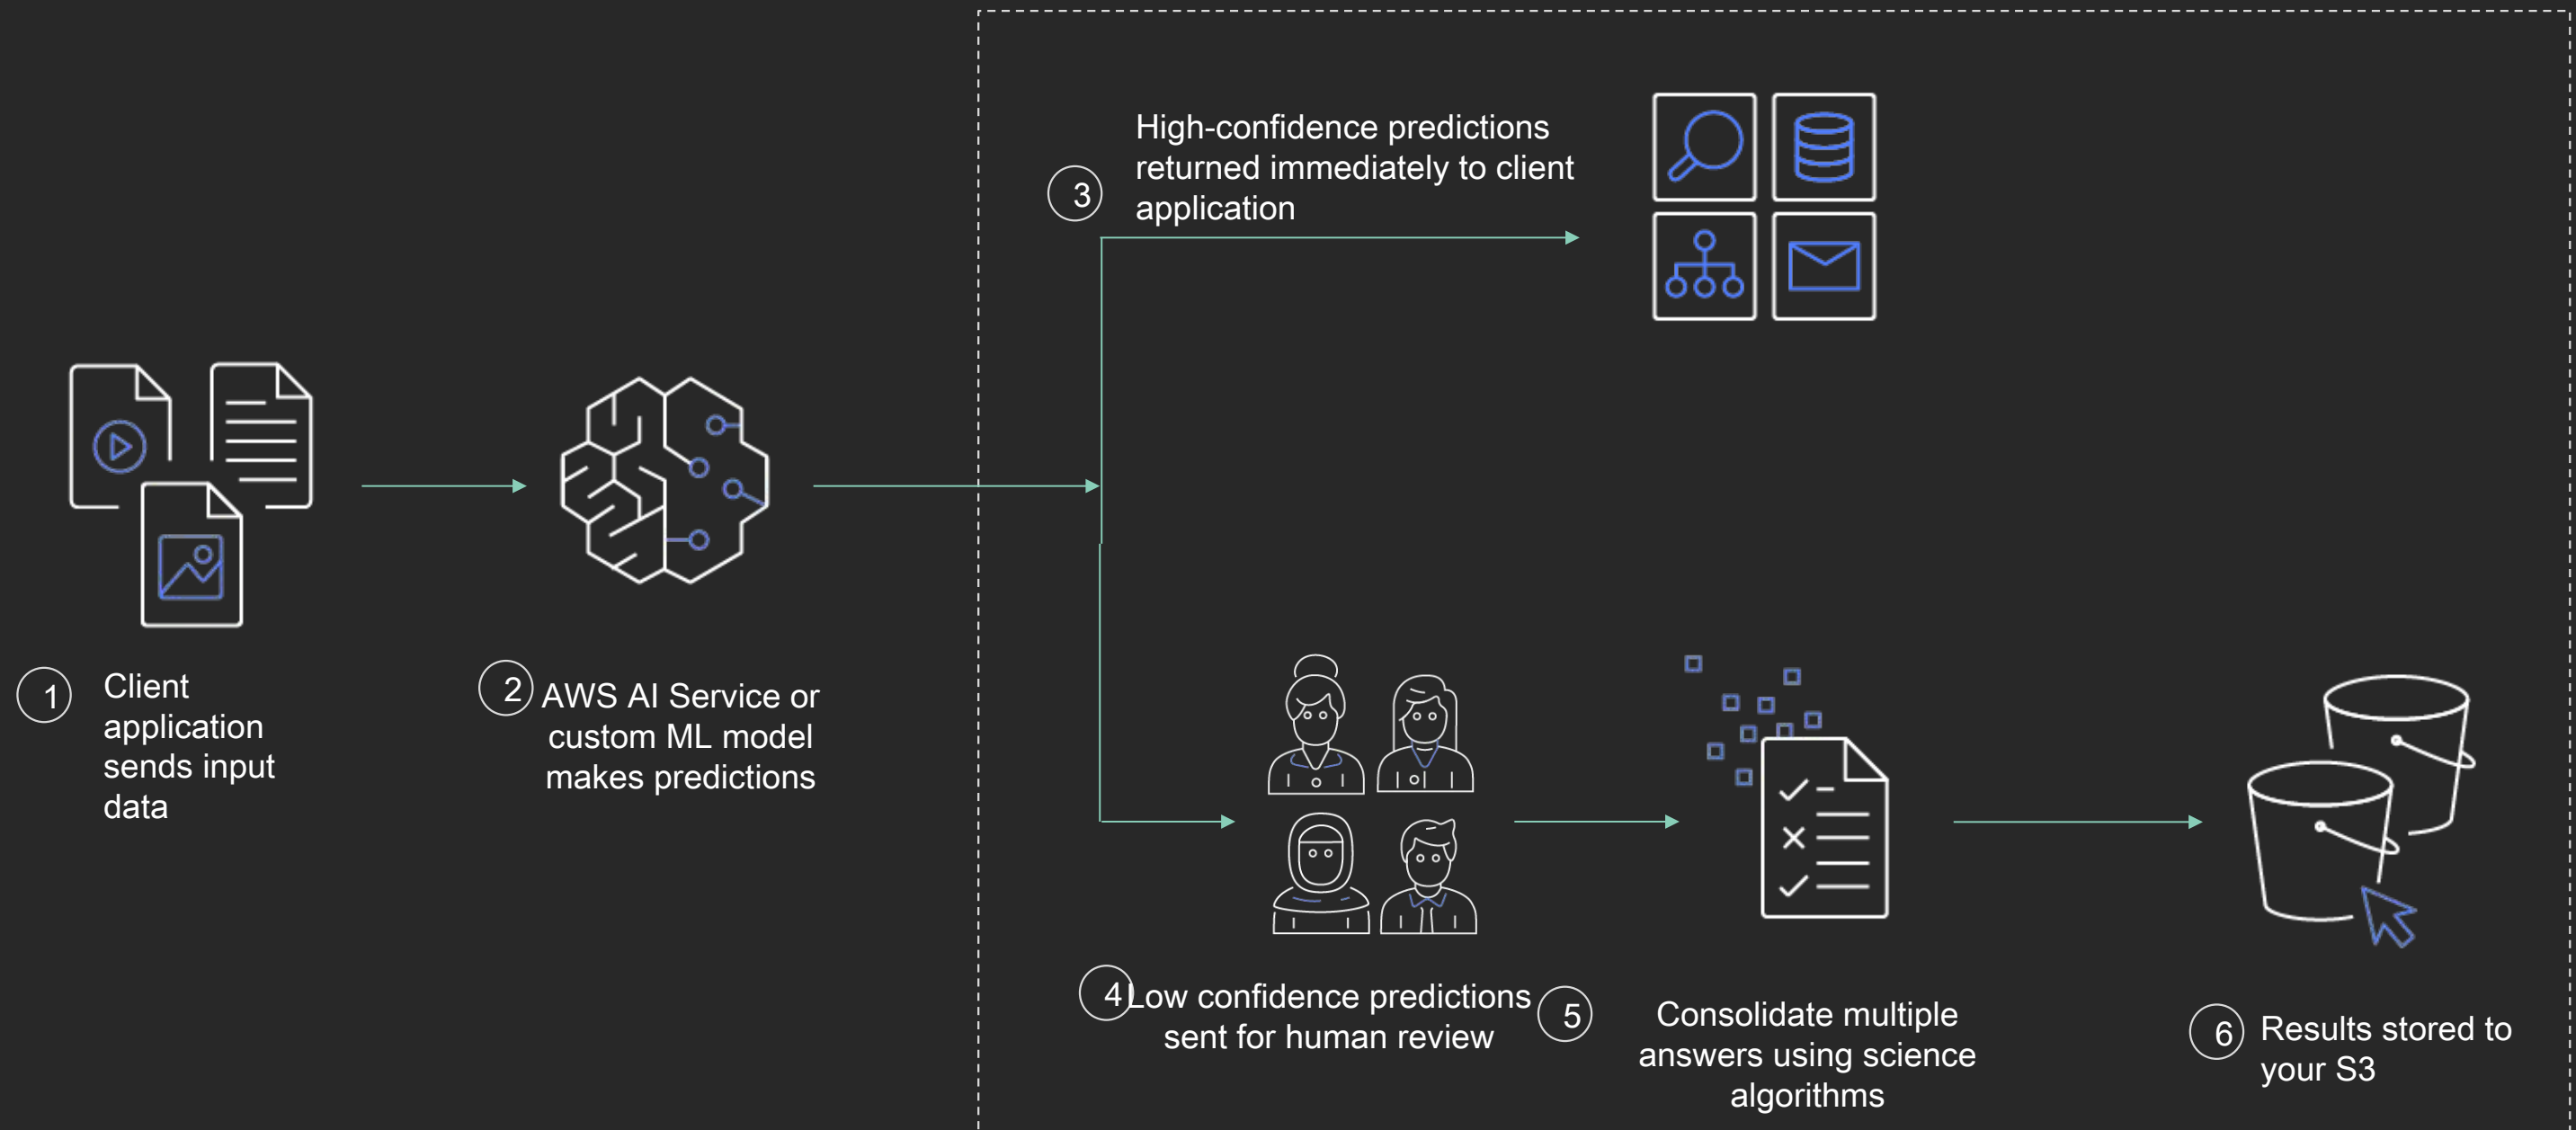 1
Client
application
sends input
data
2
AWS AI Service or
custom ML model
makes predictions
3
High-confidence predictions
returned immediately to client
application
4
Low confidence predictions
sent for human review
5
Consolidate multiple
answers using science
algorithms
6
Results stored to
your S3